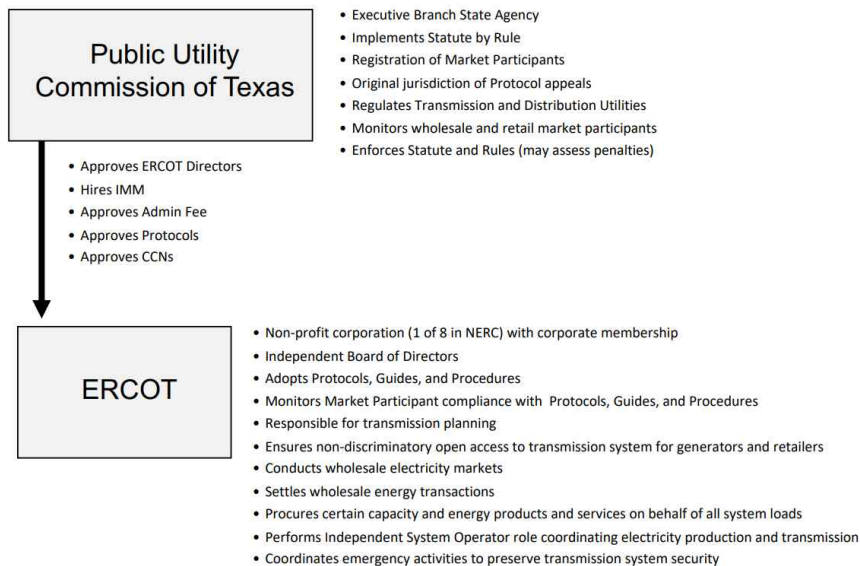 Public Utility
Commission of Texas
• Executive Branch State Agency
• Implements Statute by Rule
• Registration of Market Participants
• Original jurisdiction of Protocol appeals
• Regulates Transmission and Distribution Utilities
• Monitors wholesale and retail market participants
• Enforces Statute and Rules (may assess penalties)
• Approves ERCOT Directors
• Hires IMM
• Approves Admin Fee
• Approves Protocols
• Approves CCNs
ERCOT
• Non-profit corporation (1 of 8 in NERC) with corporate membership
• Independent Board of Directors
• Adopts Protocols, Guides, and Procedures
• Monitors Market Participant compliance with Protocols, Guides, and Procedures
• Responsible for transmission planning
• Ensures non-discriminatory open access to transmission system for generators and retailers
• Conducts wholesale electricity markets
• Settles wholesale energy transactions
• Procures certain capacity and energy products and services on behalf of all system loads
• Performs Independent System Operator role coordinating electricity production and transmission
• Coordinates emergency activities to preserve transmission system security